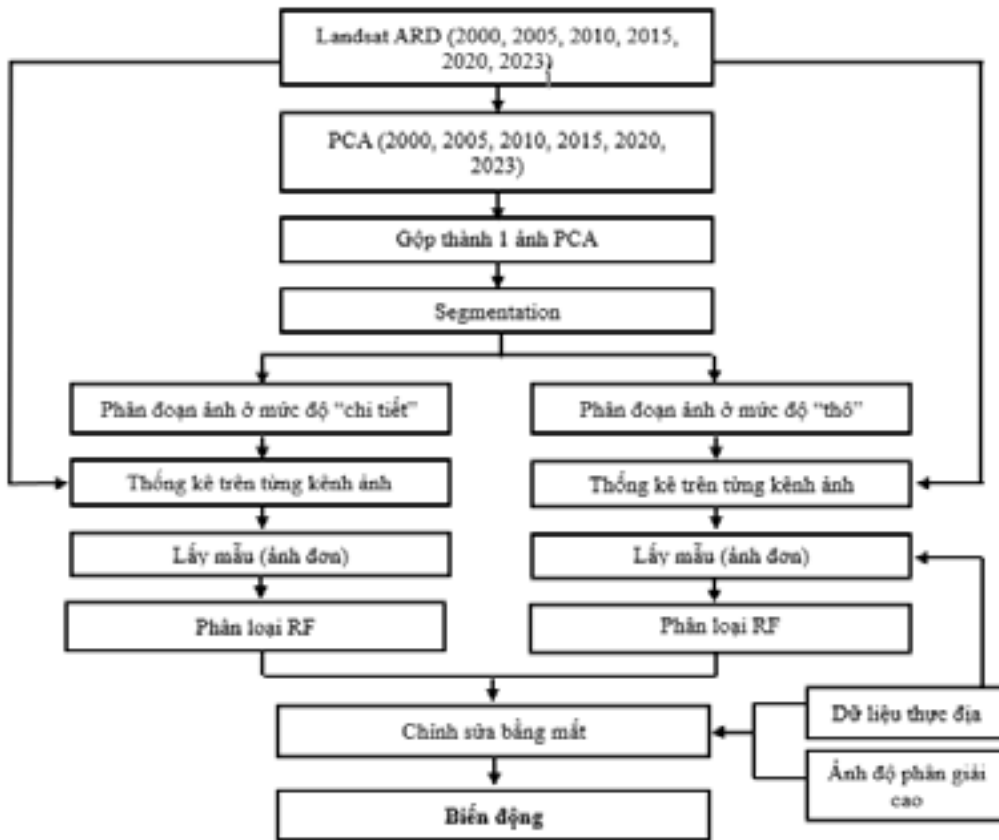 Landsat ARD (2000, 2005, 2010, 2015,
2020, 2023)
PCA (2000, 2005, 2010, 2015, 2020,
2023)
Gộp thành 1 ảnh PCA
Segmentation
Phân đoạn ảnh ở mức độ “chi tiết”
Phân đoạn ảnh ở mức độ “thô”
Thống kê trên từng kênh ảnh
Thống kê trên từng kênh ảnh
Lấy mẫu (ảnh đơn)
Lấy mẫu (ảnh đơn)
Phân loại RF
Phân loại RF
Chỉnh sửa bằng mắt
Dữ liệu thực địa
Ảnh độ phân giải
cao
Biến động